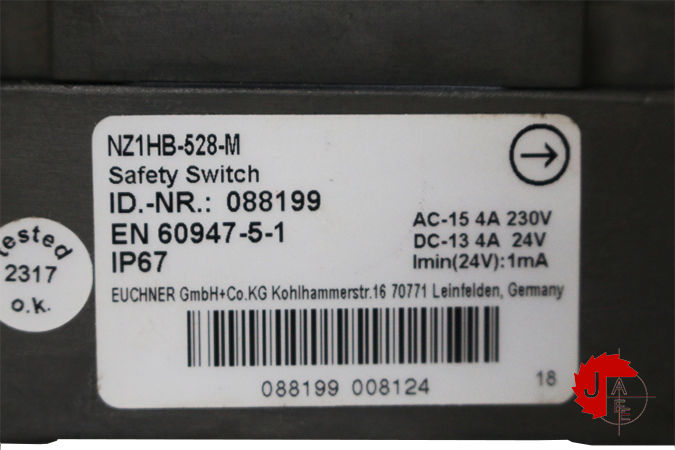 NZ1HB-528-M
Safety Switch
ID.-NR.: 088199
EN 60947-5-1
IP67
AC-15 4A 230V
DC-13 4A 24V
Imin(24V):1mA
EUCHNER GmbH+Co.KG Kohlhammerstr.16 70771 Leinfelden, Germany
088199 008124
18
tested
2317
o.k.